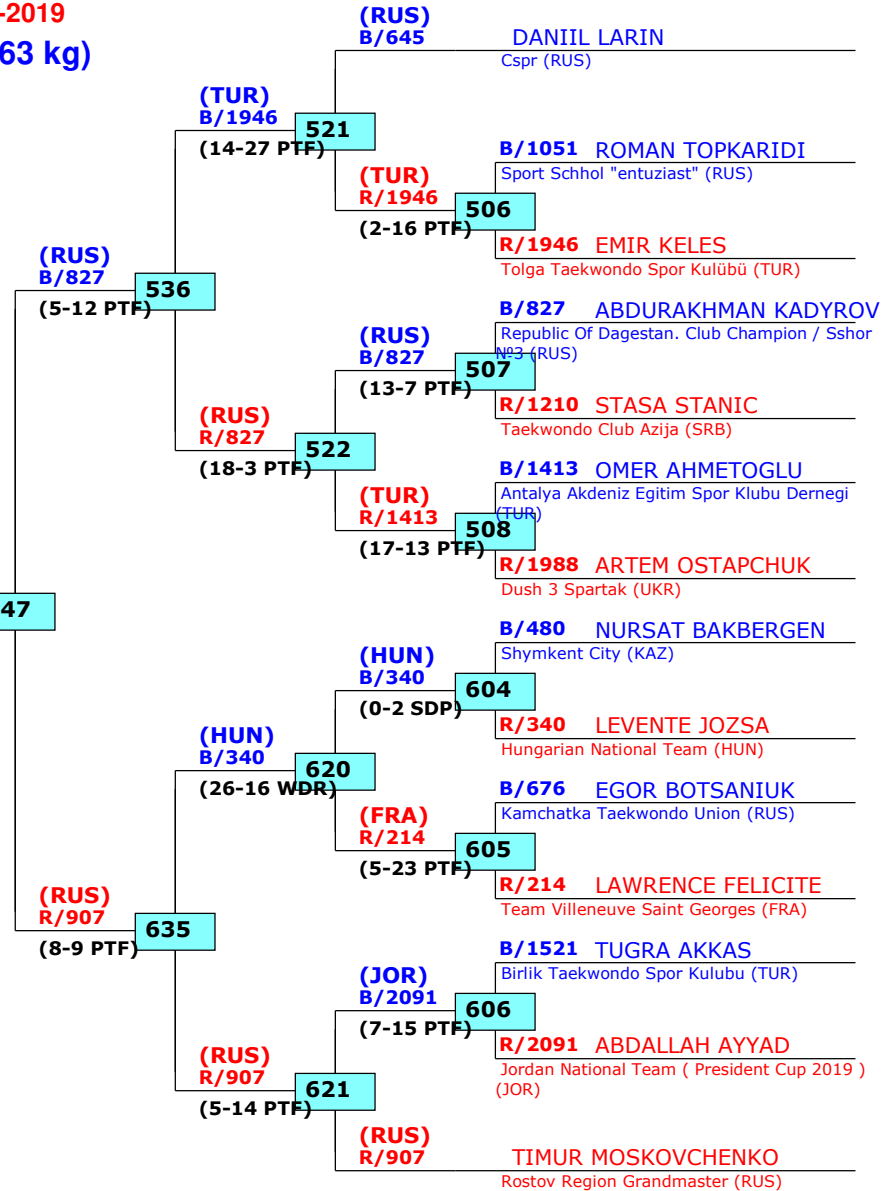 -2019
63 kg)
(RUS)
B/645
DANIIL LARIN
Cspr (RUS)
(TUR)
B/1946
(14-27 PTF)
521
B/1051 ROMAN TOPKARIDI
Sport Schhol "entuziast" (RUS)
(TUR)
R/1946
(2-16 PTF)
506
R/1946 EMIR KELES
Tolga Taekwondo Spor Kulübü (TUR)
(RUS)
B/827
(5-12 PTF)
536
B/827 ABDURAKHMAN KADYROV
Republic Of Dagestan. Club Champion / Sshor
№3 (RUS)
(RUS)
B/827
(13-7 PTF)
507
R/1210 STASA STANIC
Taekwondo Club Azija (SRB)
(RUS)
R/827
(18-3 PTF)
522
B/1413 OMER AHMETOGLU
Antalya Akdeniz Egitim Spor Klubu Dernegi
(TUR)
(TUR)
R/1413
(17-13 PTF)
508
R/1988 ARTEM OSTAPCHUK
Dush 3 Spartak (UKR)
47
B/480 NURSAT BAKBERGEN
Shymkent City (KAZ)
(HUN)
B/340
(0-2 SDP)
604
R/340 LEVENTE JOZSA
Hungarian National Team (HUN)
(HUN)
B/340
(26-16 WDR)
620
B/676 EGOR BOTSANIUK
Kamchatka Taekwondo Union (RUS)
(FRA)
R/214
(5-23 PTF)
605
R/214 LAWRENCE FELICITE
Team Villeneuve Saint Georges (FRA)
(RUS)
R/907
(8-9 PTF)
635
B/1521 TUGRA AKKAS
Birlik Taekwondo Spor Kulubu (TUR)
(JOR)
B/2091
(7-15 PTF)
606
R/2091 ABDALLAH AYYAD
Jordan National Team ( President Cup 2019 )
(JOR)
(RUS)
R/907
(5-14 PTF)
621
(RUS)
R/907
TIMUR MOSKOVCHENKO
Rostov Region Grandmaster (RUS)